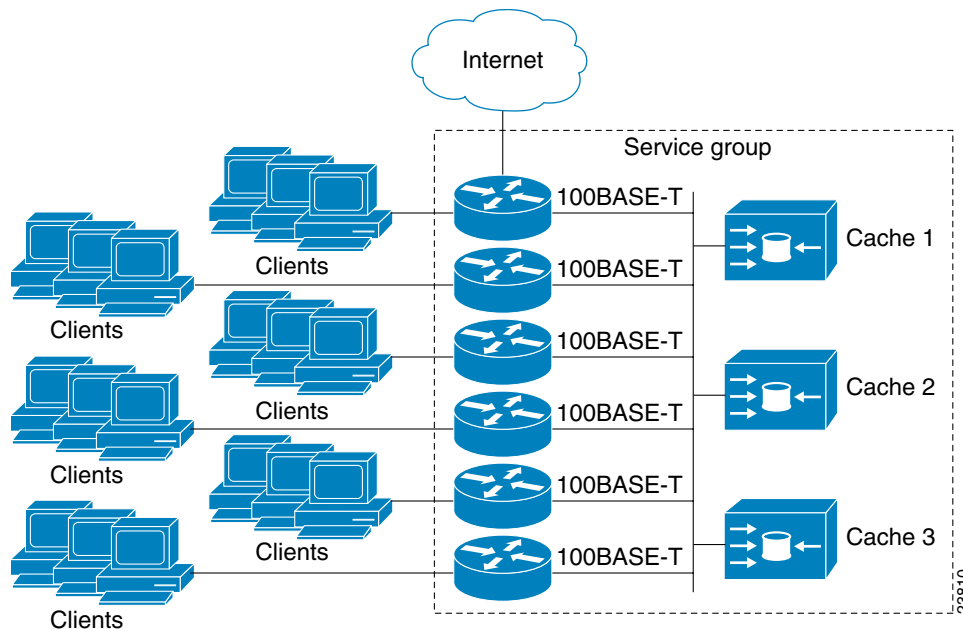 Internet
Service group
100BASE-T
Cache 1
Clients
100BASE-T
Clients
100BASE-T
Cache 2
Clients
100BASE-T
Clients
100BASE-T
Cache 3
Clients
100BASE-T
Clients
23810